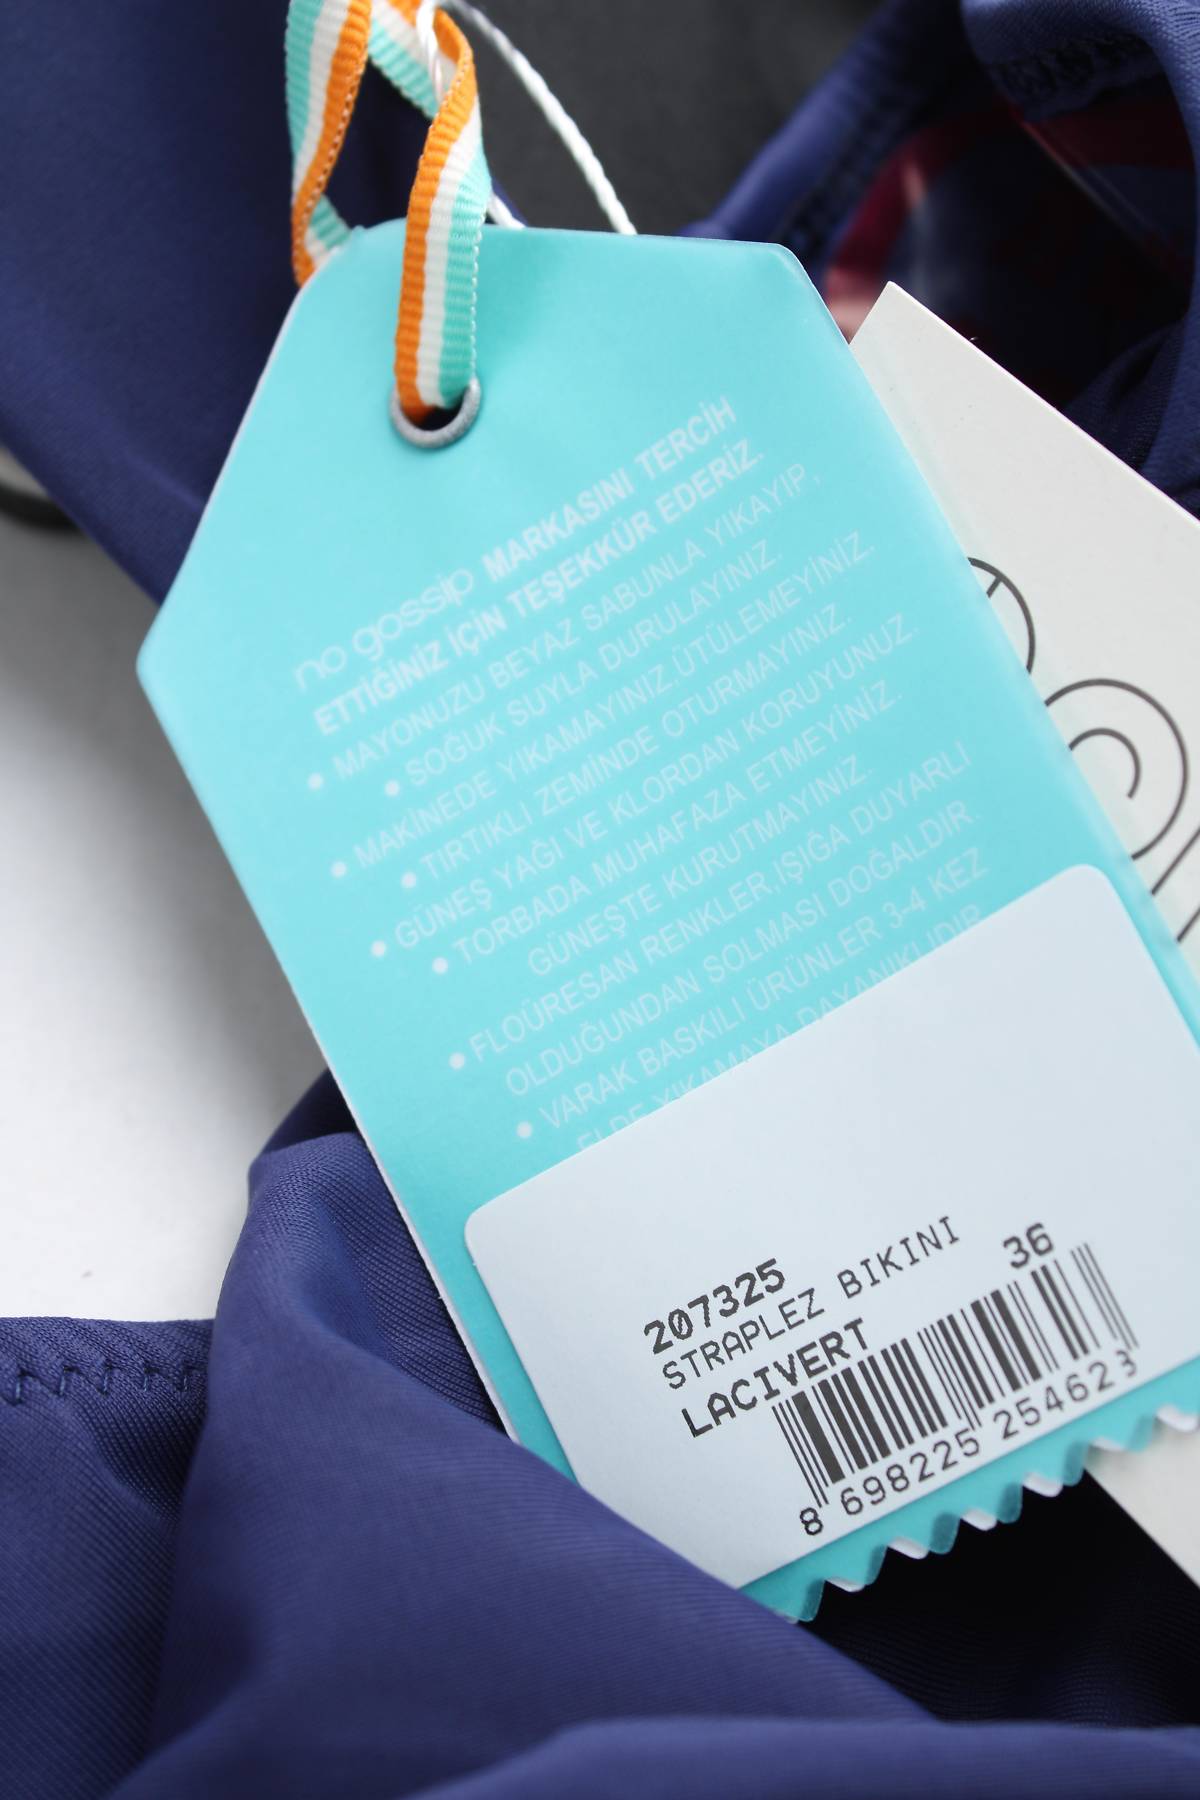 no gossip MARKASINI TERCİH
ETTİĞİNİZ İÇİN TEŞEKKÜR EDERİZ.
• MAYONUZU BEYAZ SABUNLA YIKAYIP,
• SOĞUK SUYLA DURULAYINIZ.
• MAKİNEDE YIKAMAYINIZ.ÜTÜLEMEYİNİZ.
• TIRTIKLI ZEMİNDE OTURMAYINIZ.
• GÜNEŞ YAĞI VE KLORDAN KORUYUNUZ.
• TORBADA MUHAFAZA ETMEYİNİZ.
GÜNEŞTE KURUTMAYINIZ.
• FLOÜRESAN RENKLER,IŞIĞA DUYARLI
OLDUĞUNDAN SOLMASI DOĞALDIR.
• VARAK BASKILI ÜRÜNLER 3-4 KEZ
ELDE YIKAMAYA DAYANIKLIDIR
207325
STRAPLEZ BIKINI
LACIVERT 36
8 698225 254623